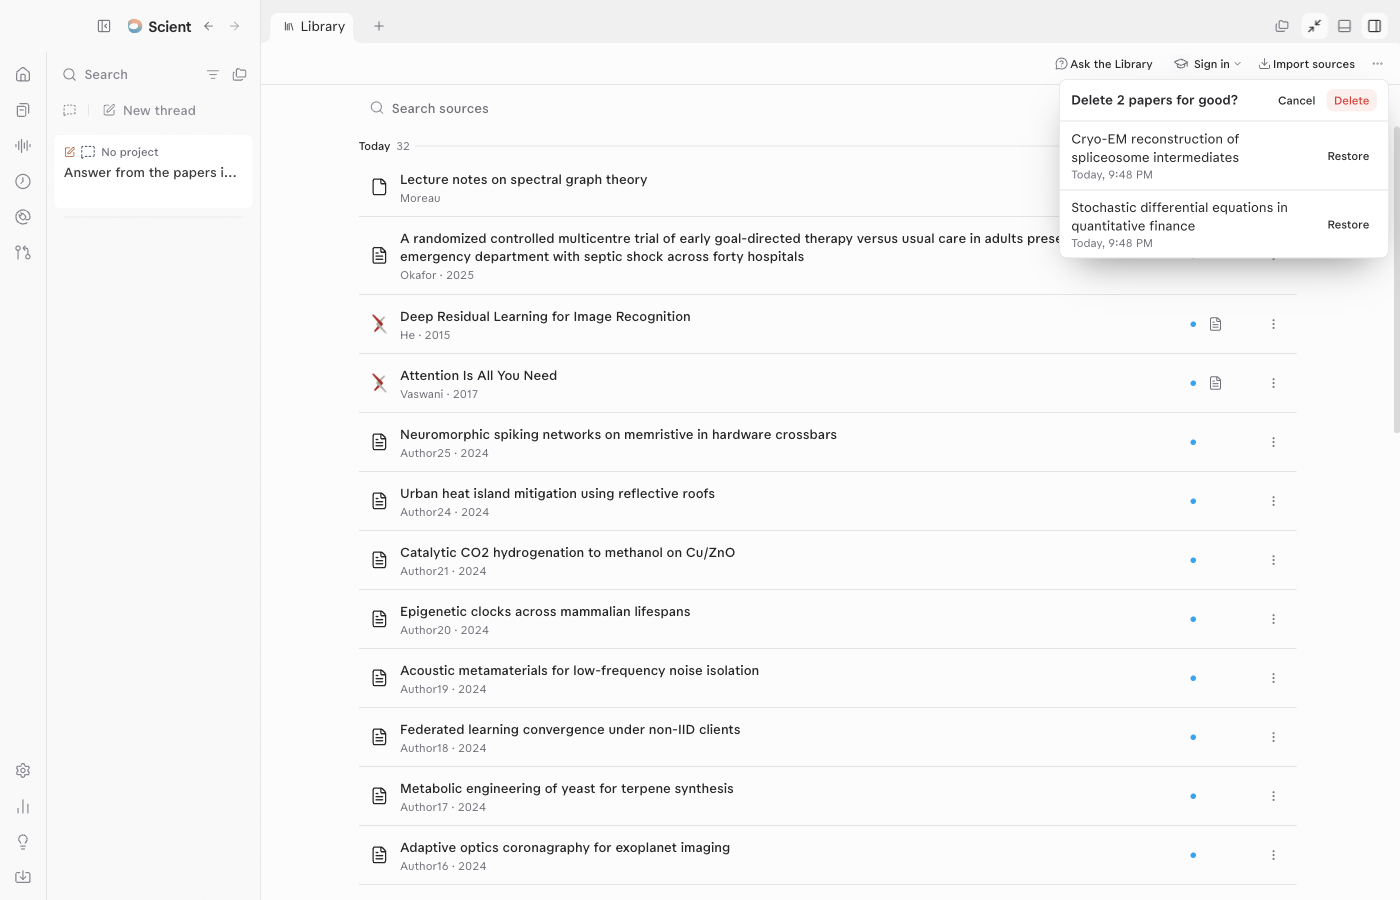 Scient
Library
Search
New thread
No project
Answer from the papers i...
Ask the Library
Sign in
Import sources
Search sources
Today 32
Lecture notes on spectral graph theory
Moreau
A randomized controlled multicentre trial of early goal-directed therapy versus usual care in adults prese
emergency department with septic shock across forty hospitals
Okafor · 2025
Deep Residual Learning for Image Recognition
He · 2015
Attention Is All You Need
Vaswani · 2017
Neuromorphic spiking networks on memristive in hardware crossbars
Author25 · 2024
Urban heat island mitigation using reflective roofs
Author24 · 2024
Catalytic CO2 hydrogenation to methanol on Cu/ZnO
Author21 · 2024
Epigenetic clocks across mammalian lifespans
Author20 · 2024
Acoustic metamaterials for low-frequency noise isolation
Author19 · 2024
Federated learning convergence under non-IID clients
Author18 · 2024
Metabolic engineering of yeast for terpene synthesis
Author17 · 2024
Adaptive optics coronagraphy for exoplanet imaging
Author16 · 2024
Delete 2 papers for good? Cancel Delete
Cryo-EM reconstruction of
spliceosome intermediates
Today, 9:48 PM
Restore
Stochastic differential equations in
quantitative finance
Today, 9:48 PM
Restore